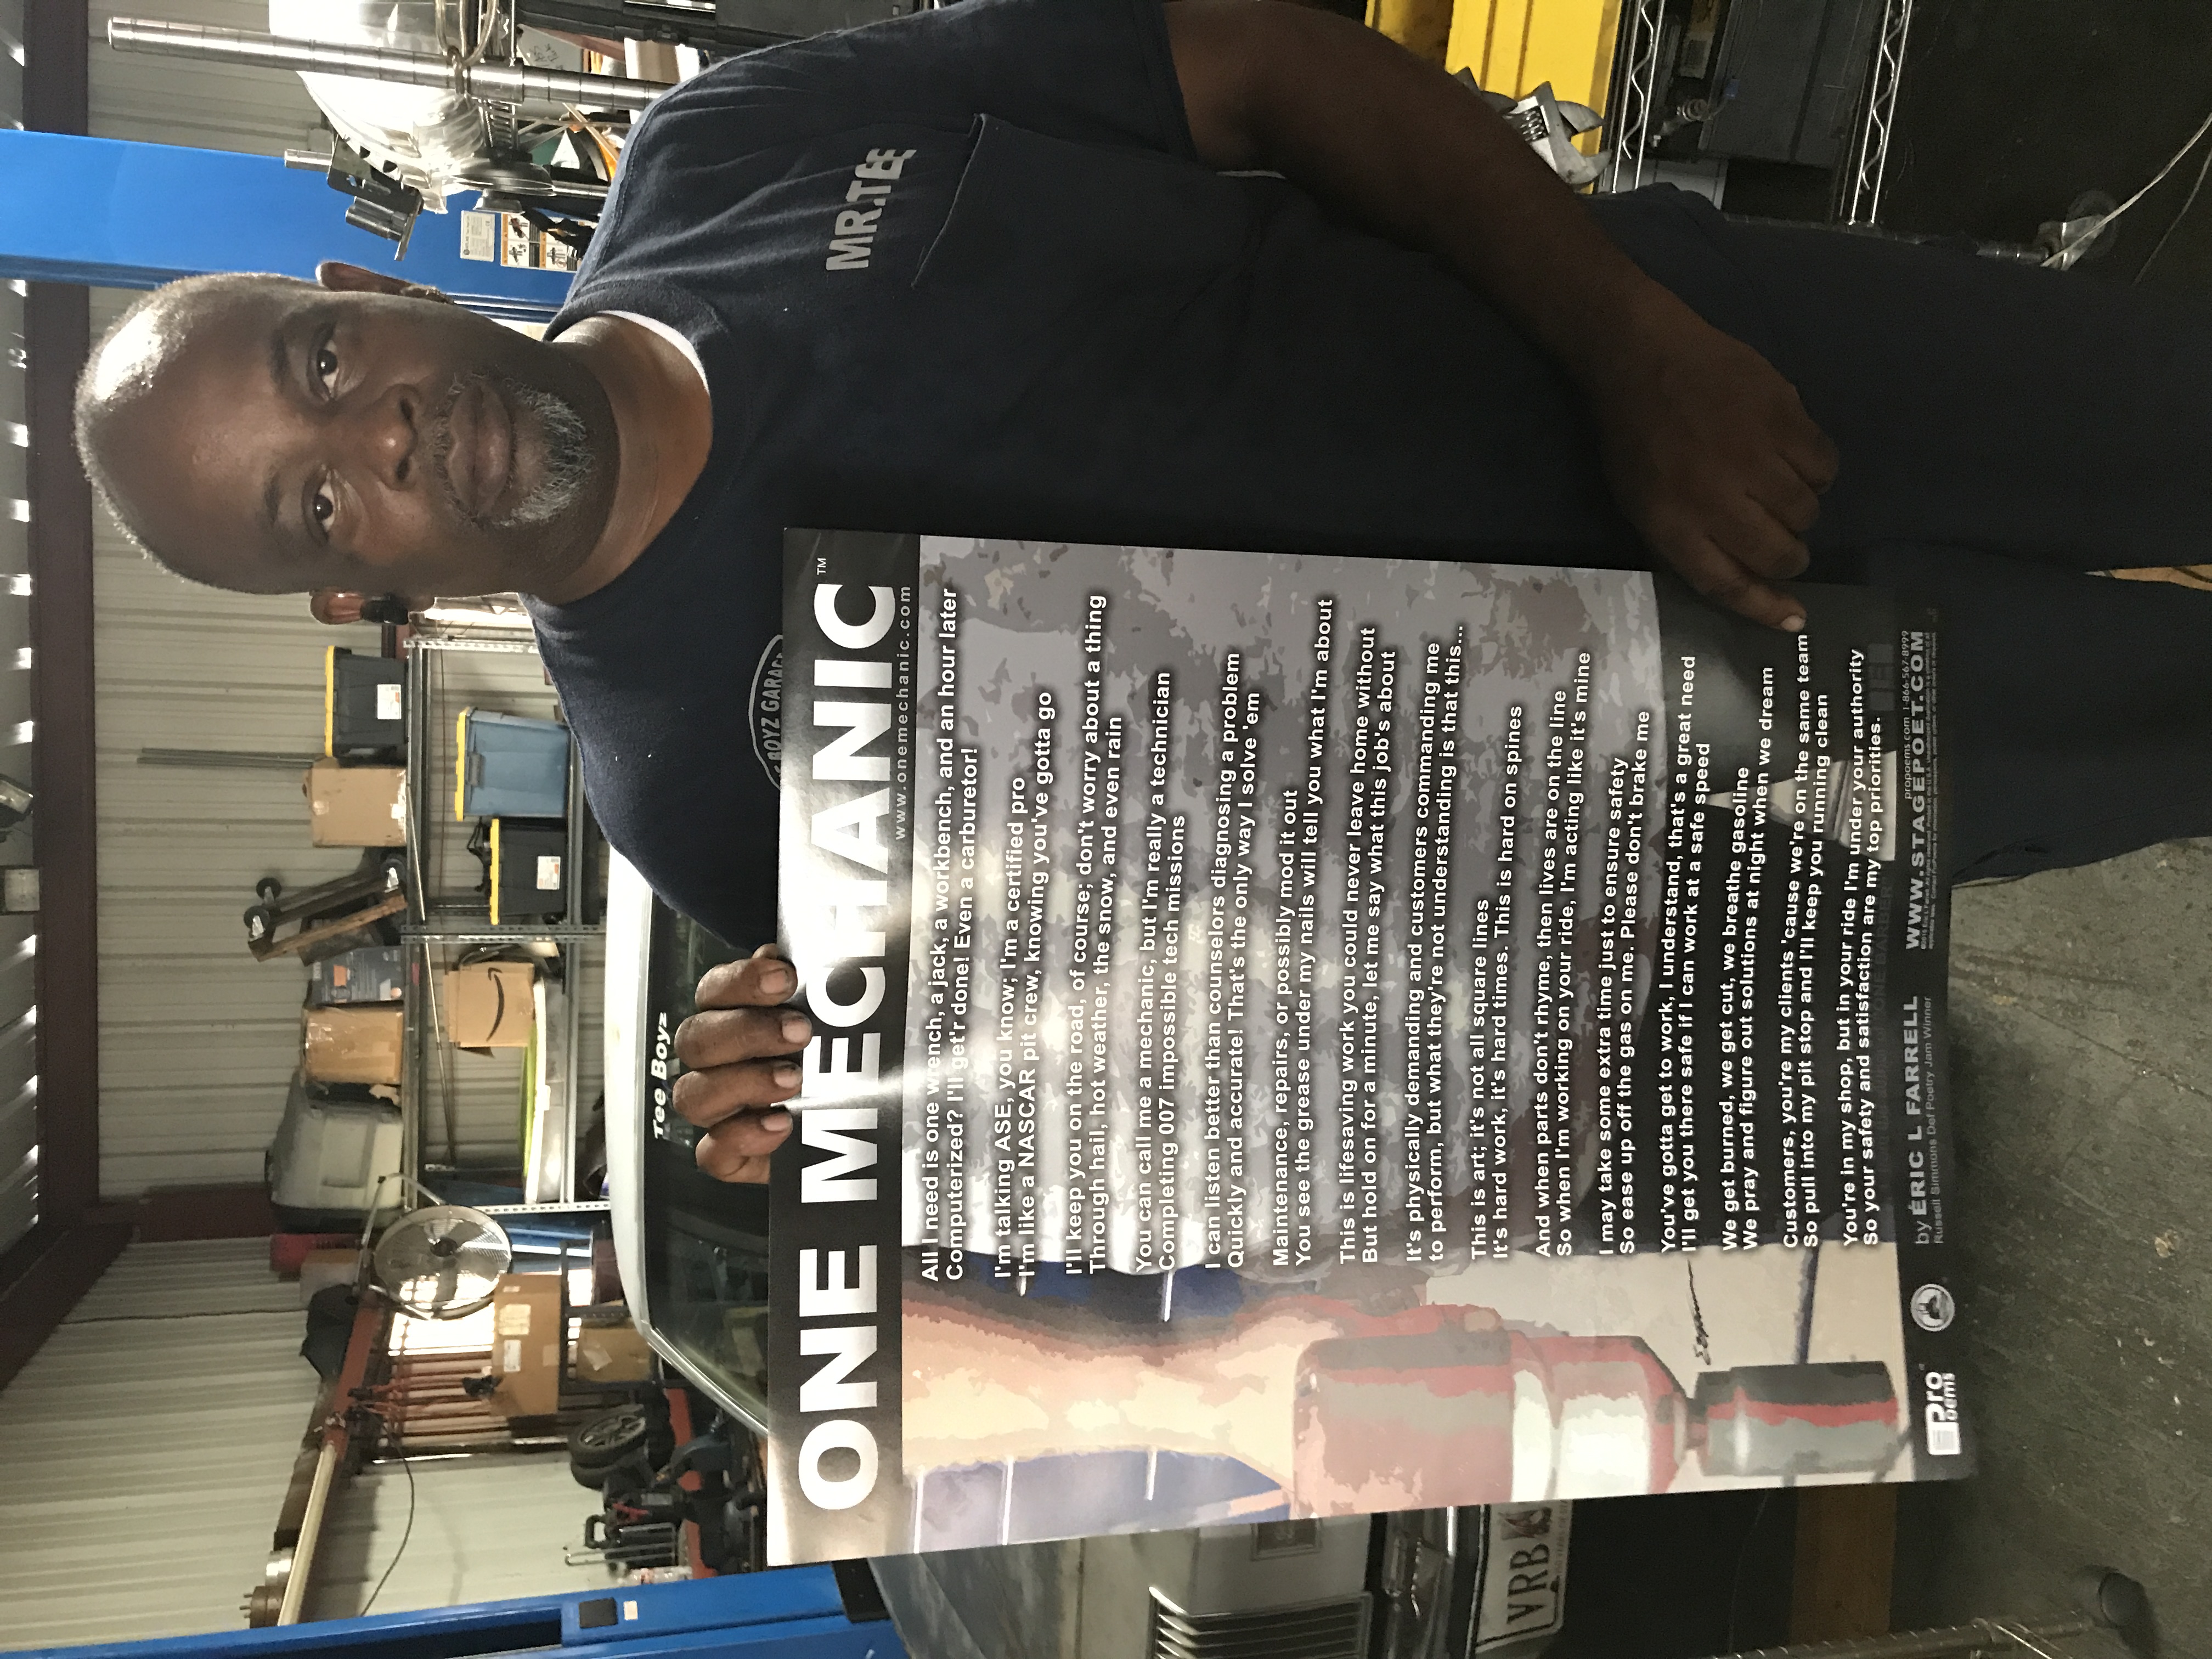 MR.TEE
BOYZ GARAGE
Tee Boyz
ONE MECHANIC™
www.onemechanic.com
All I need is one wrench, a jack, a workbench, and an hour later
Computerized? I'll get'r done! Even a carburetor!
I'm talking ASE, you know; I'm a certified pro
I'm like a NASCAR pit crew, knowing you've gotta go
I'll keep you on the road, of course; don't worry about a thing
Through hail, hot weather, the snow, and even rain
You can call me a mechanic, but I'm really a technician
Completing 007 impossible tech missions
I can listen better than counselors diagnosing a problem
Quickly and accurate! That's the only way I solve 'em
Maintenance, repairs, or possibly mod it out
You see the grease under my nails will tell you what I'm about
This is lifesaving work you could never leave home without
But hold on for a minute, let me say what this job's about
It's physically demanding and customers commanding me
to perform, but what they're not understanding is that this...
This is art; it's not all square lines
It's hard work, it's hard times. This is hard on spines
And when parts don't rhyme, then lives are on the line
So when I'm working on your ride, I'm acting like it's mine
I may take some extra time just to ensure safety
So ease up off the gas on me. Please don't brake me
You've gotta get to work, I understand, that's a great need
I'll get you there safe if I can work at a safe speed
We get burned, we get cut, we breathe gasoline
We pray and figure out solutions at night when we dream
Customers, you're my clients 'cause we're on the same team
So pull into my pit stop and I'll keep you running clean
You're in my shop, but in your ride I'm under your authority
So your safety and satisfaction are my top priorities.
Pro
oems
by ERIC L FARRELL
Russell Simmons Def Poetry Jam Winner
propoems.com 1-866-567-8999
WWW.STAGEPOET.COM
VRB